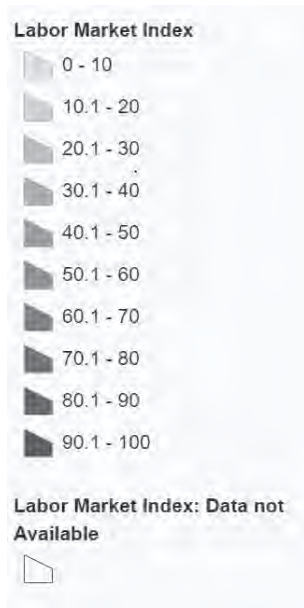 Labor Market Index
0 - 10
10.1 - 20
20.1 - 30
30.1 - 40
40.1 - 50
50.1 - 60
60.1 - 70
70.1 - 80
80.1 - 90
90.1 - 100
Labor Market Index: Data not
Available